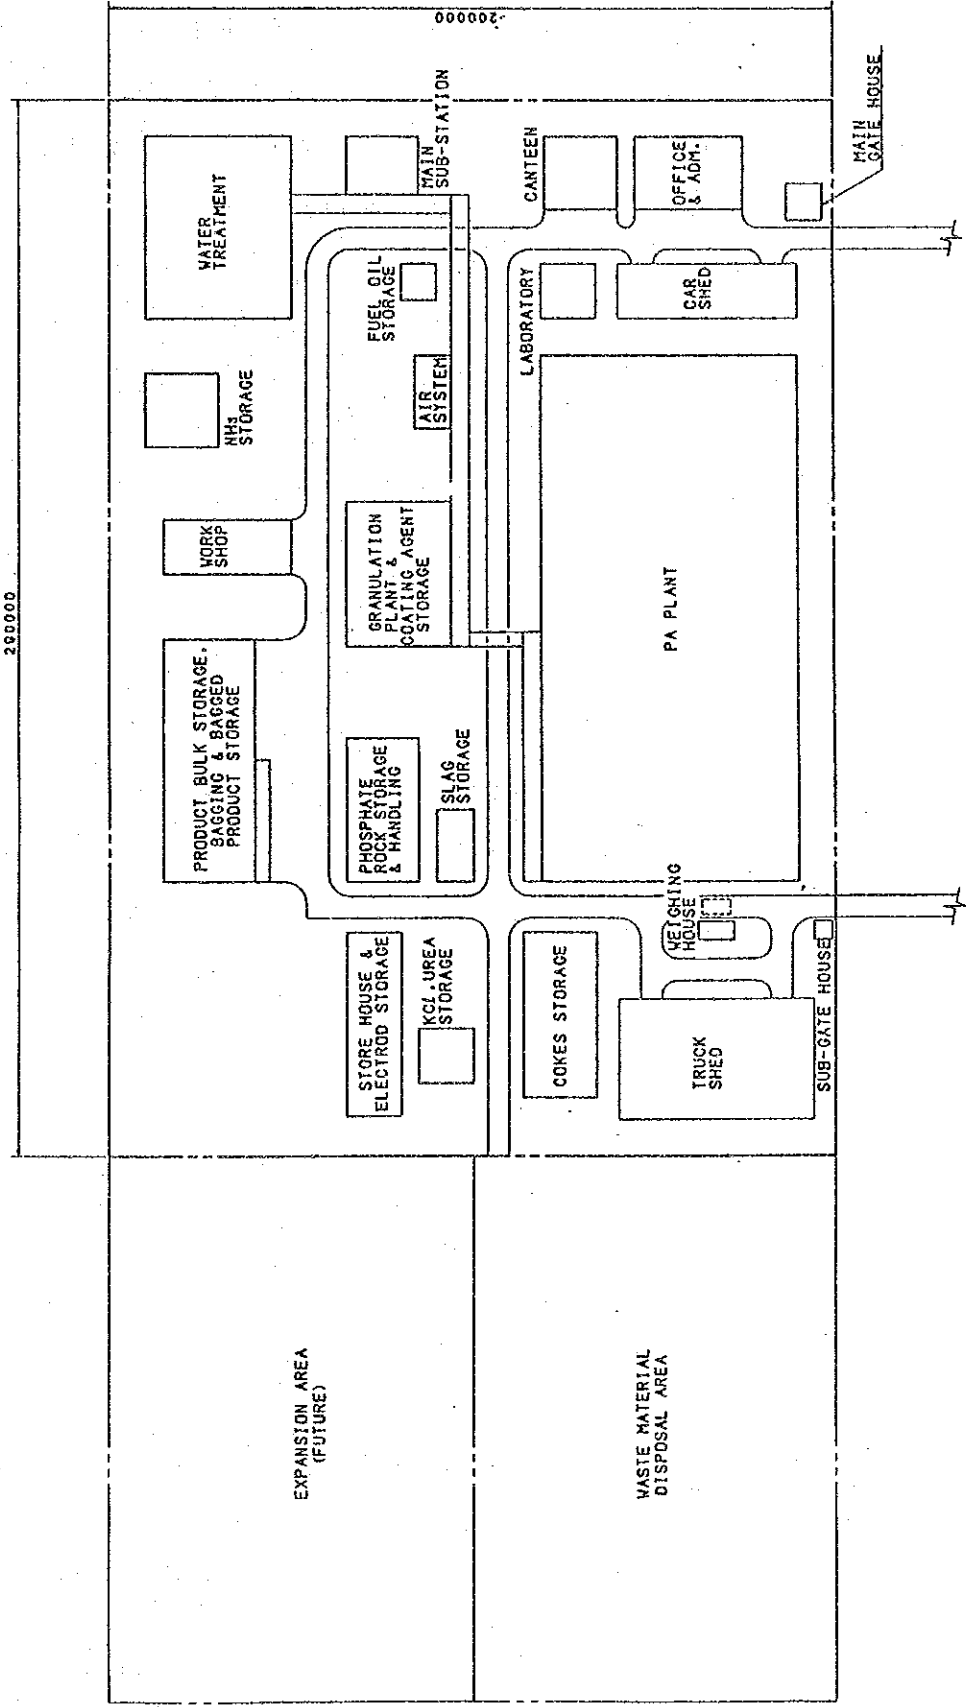 290000
200000
WATER
TREATMENT
NH3
STORAGE
WORK
SHOP
PRODUCT BULK STORAGE,
BAGGING & BAGGED
PRODUCT STORAGE
MAIN
SUB-STATION
FUEL OIL
STORAGE
AIR
SYSTEM
GRANULATION
PLANT &
COATING AGENT
STORAGE
PHOSPHATE
ROCK STORAGE
& HANDLING
SLAG
STORAGE
STORE HOUSE &
ELECTROD STORAGE
KCL,UREA
STORAGE
EXPANSION AREA
(FUTURE)
CANTEEN
OFFICE
& ADM.
MAIN
GATE HOUSE
LABORATORY
CAR
SHED
PA PLANT
WEIGHING
HOUSE
COKES STORAGE
TRUCK
SHED
SUB-GATE HOUSE
WASTE MATERIAL
DISPOSAL AREA